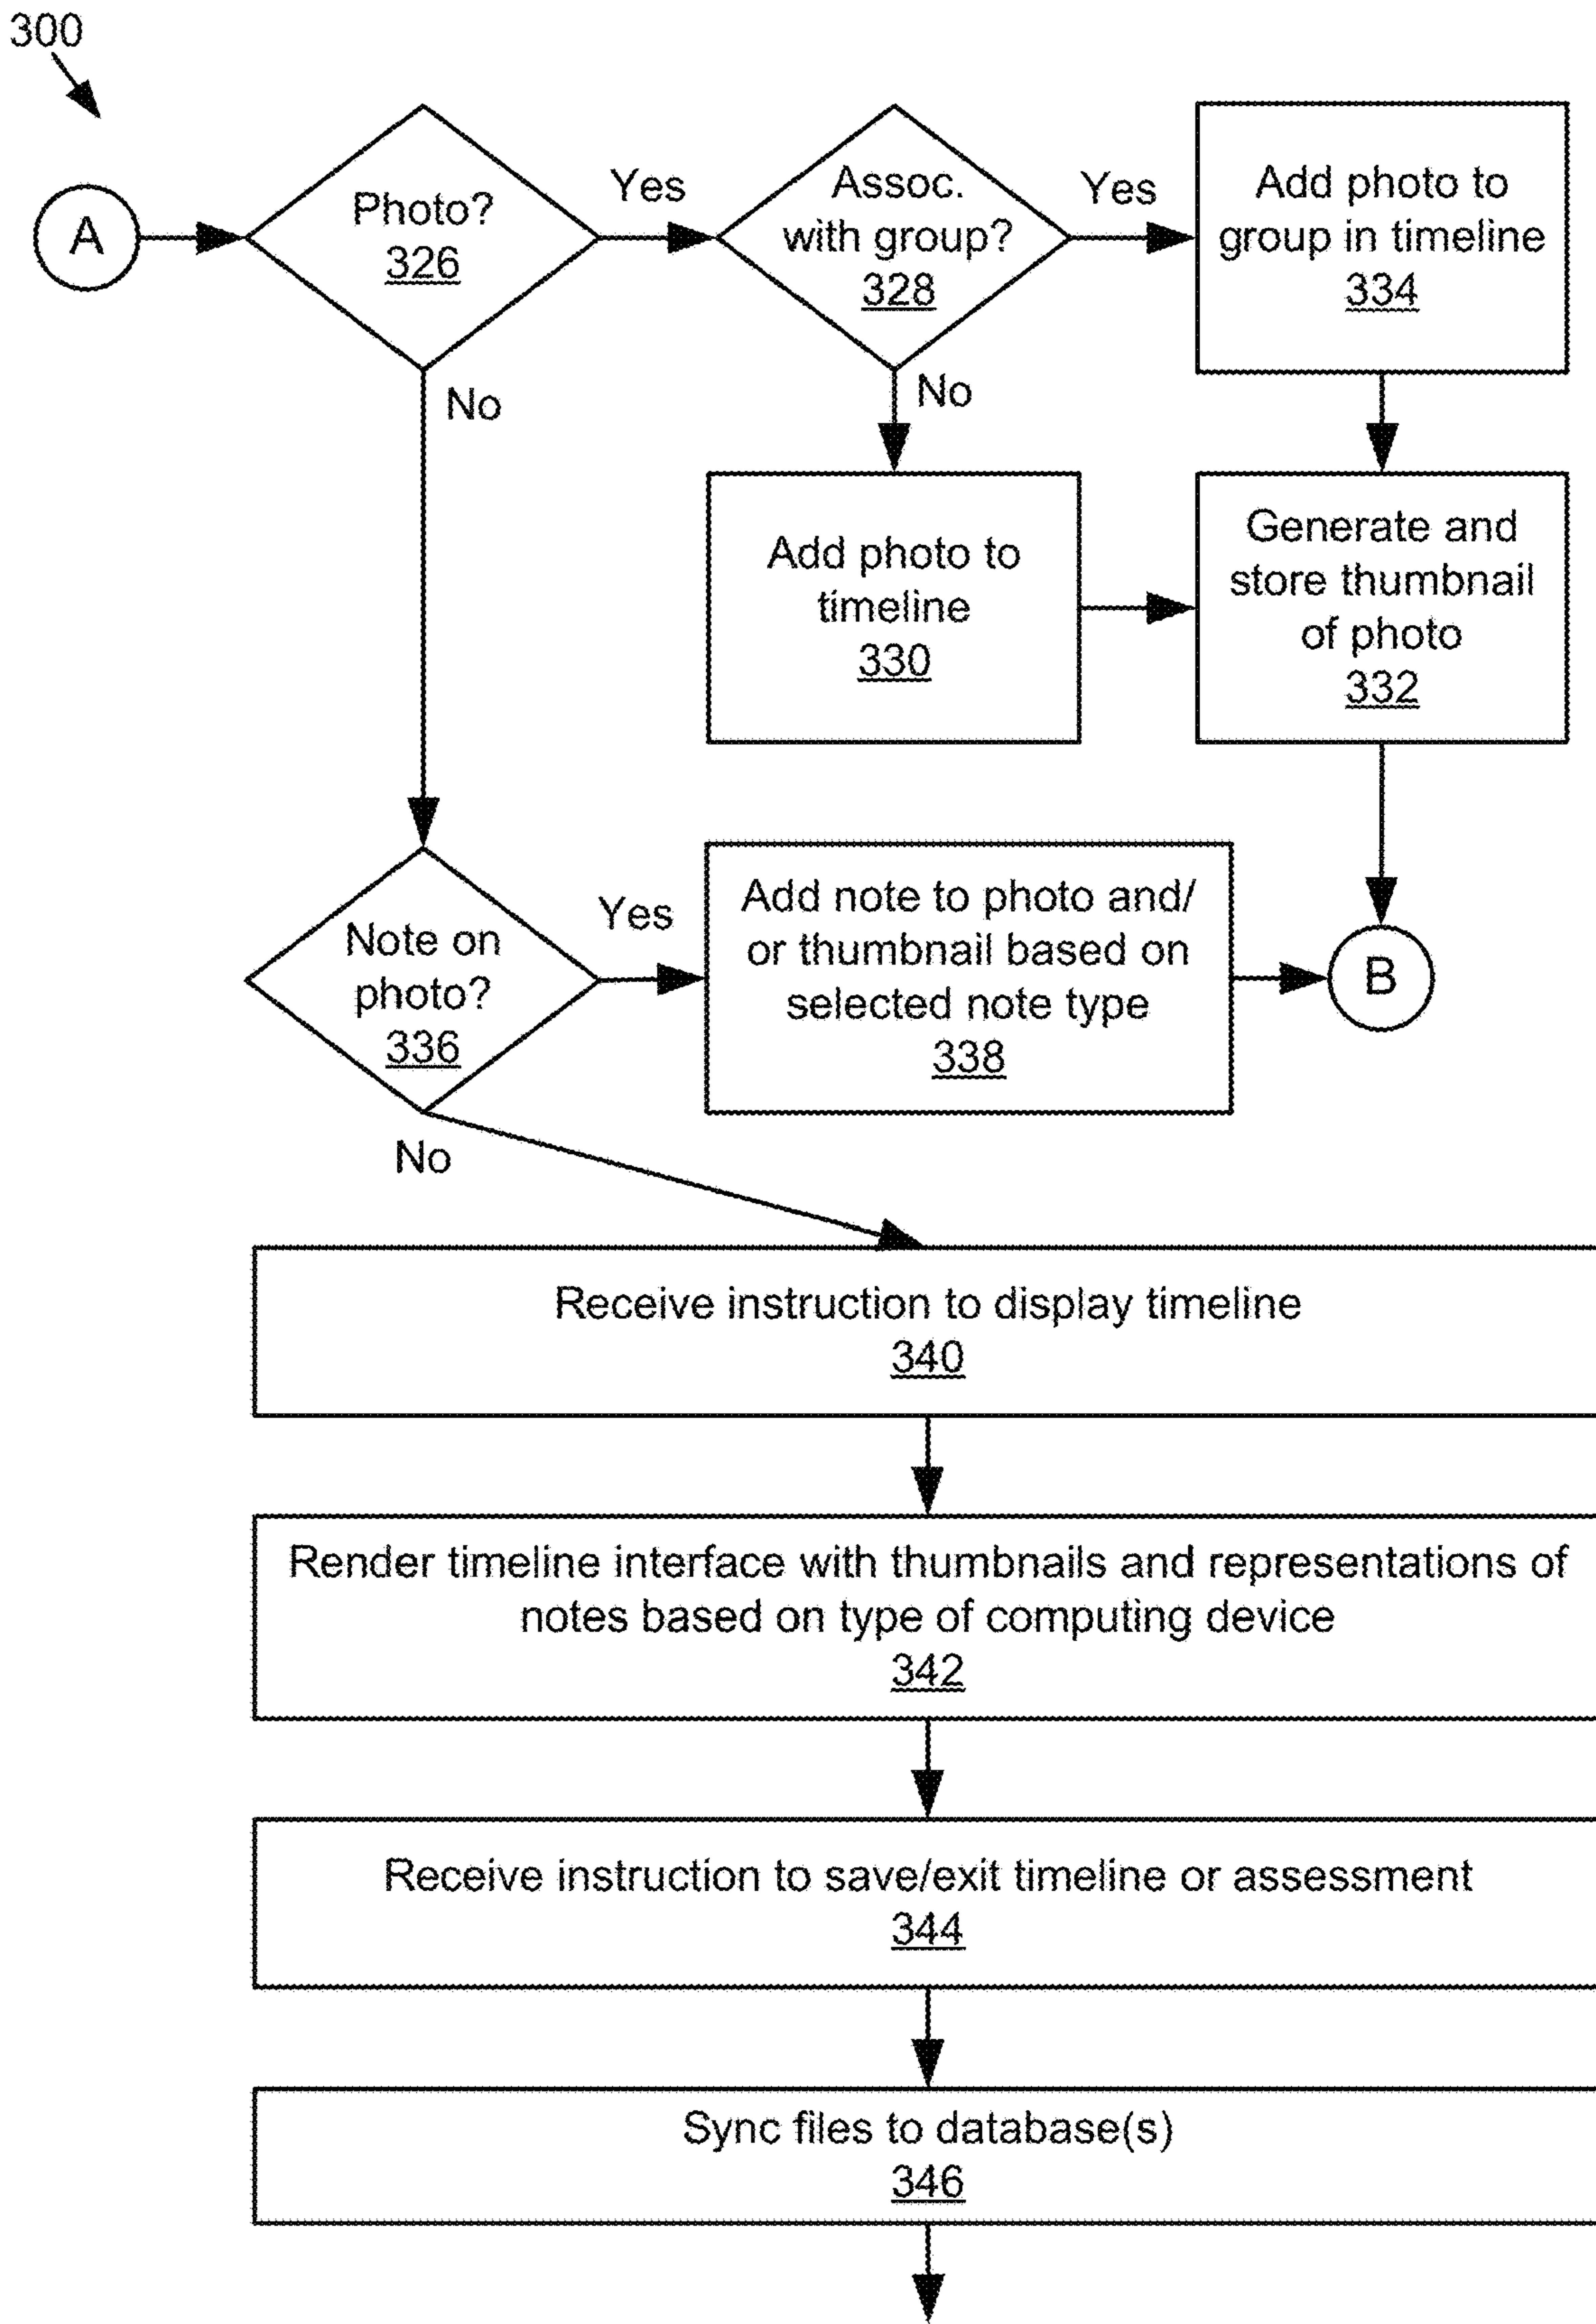 300
A
Photo?
326
Yes
Assoc.
with group?
328
Yes
Add photo to
group in timeline
334
No
No
Add photo to
timeline
330
Generate and
store thumbnail
of photo
332
Note on
photo?
336
Yes
Add note to photo and/
or thumbnail based on
selected note type
338
B
No
Receive instruction to display timeline
340
Render timeline interface with thumbnails and representations of
notes based on type of computing device
342
Receive instruction to save/exit timeline or assessment
344
Sync files to database(s)
346